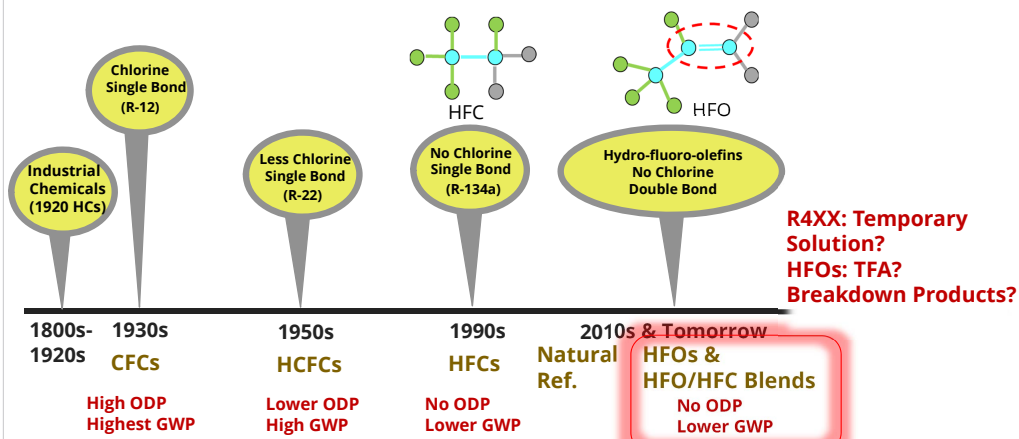 Chlorine
Single Bond
(R-12)
HFC
HFO
Industrial
Chemicals
(1920 HCs)
Less Chlorine
Single Bond
(R-22)
No Chlorine
Single Bond
(R-134a)
Hydro-fluoro-olefins
No Chlorine
Double Bond
R4XX: Temporary
Solution?
HFOs: TFA?
Breakdown Products?
1800s-
1920s
1930s
1950s
1990s
2010s & Tomorrow
CFCs
HCFCs
HFCs
Natural
Ref.
HFOs &
HFO/HFC Blends
High ODP
Highest GWP
Lower ODP
High GWP
No ODP
Lower GWP
No ODP
Lower GWP